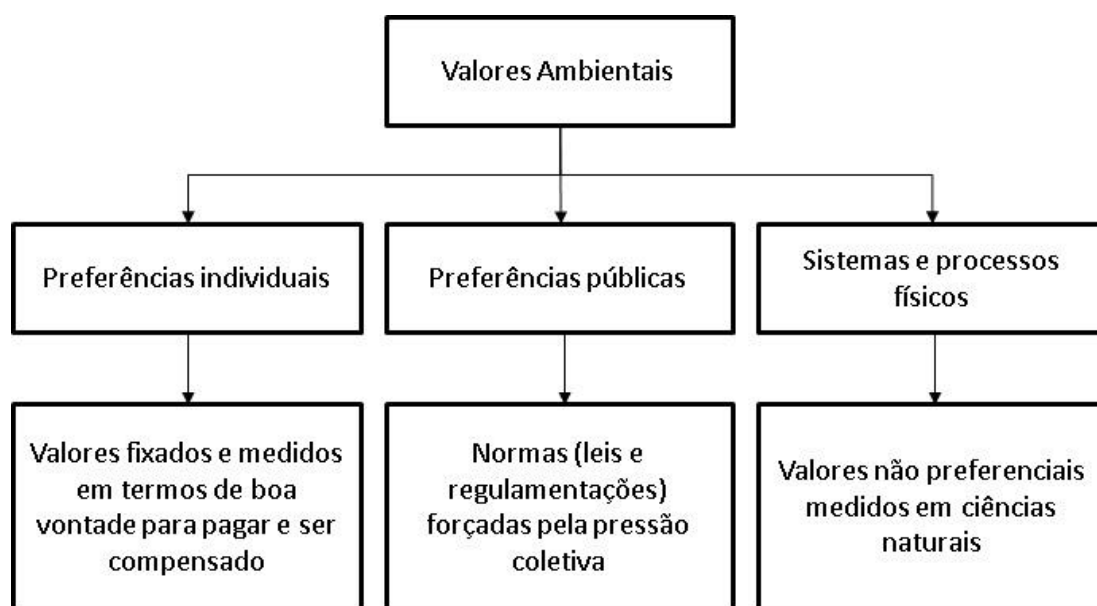 Valores Ambientais
Preferências individuais
Preferências públicas
Sistemas e processos
físicos
Valores fixados e medidos
em termos de boa
vontade para pagar e ser
compensado
Normas (leis e
regulamentações)
forçadas pela pressão
coletiva
Valores não preferenciais
medidos em ciências
naturais